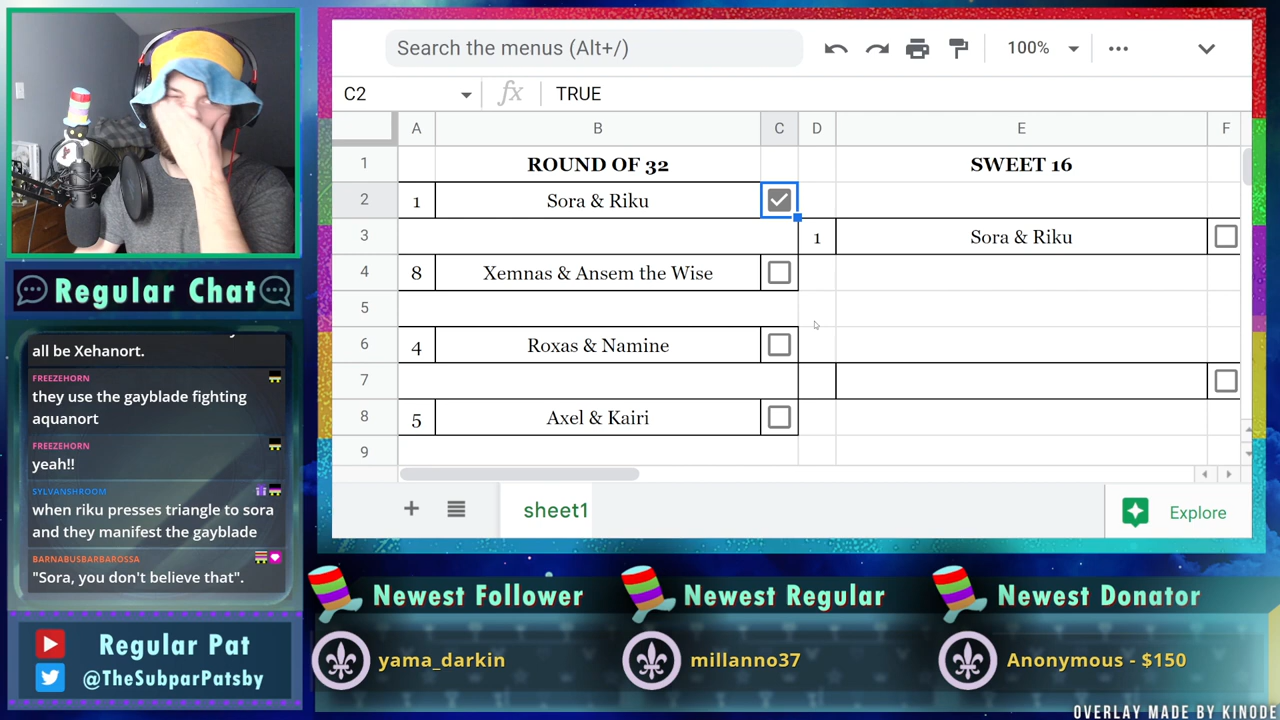 Search the menus (Alt+/)
100%
C2
fx
TRUE
A
B
C
D
E
F
1
ROUND OF 32
SWEET 16
2
1
Sora & Riku
3
1
Sora & Riku
4
8
Xemnas & Ansem the Wise
5
6
4
Roxas & Namine
7
8
5
Axel & Kairi
9
sheet1
Explore
Regular Chat
all be Xehanort.
FREEZEHORN
they use the gayblade fighting
aquanort
FREEZEHORN
yeah!!
SYLVANSHROOM
when riku presses triangle to sora
and they manifest the gayblade
BARNABUSBARBAROSSA
"Sora, you don't believe that".
Regular Pat
@TheSubparPatsby
Newest Follower
yama_darkin
Newest Regular
millanno37
Newest Donator
Anonymous - $150
OVERLAY MADE BY KINODE